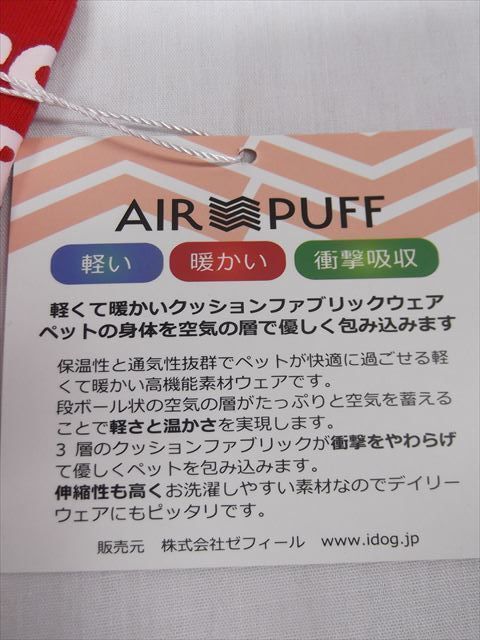 AIR PUFF
軽い 暖かい 衝撃吸収
軽くて暖かいクッションファブリックウェア
ペットの身体を空気の層で優しく包み込みます
保温性と通気性抜群でペットが快適に過ごせる軽
くて暖かい高機能素材ウェアです。
段ボール状の空気の層がたっぷりと空気を蓄える
ことで軽さと温かさを実現します。
3 層のクッションファブリックが衝撃をやわらげ
て優しくペットを包み込みます。
伸縮性も高くお洗濯しやすい素材なのでデイリー
ウェアにもピッタリです。
販売元 株式会社ゼフィール www.idog.jp